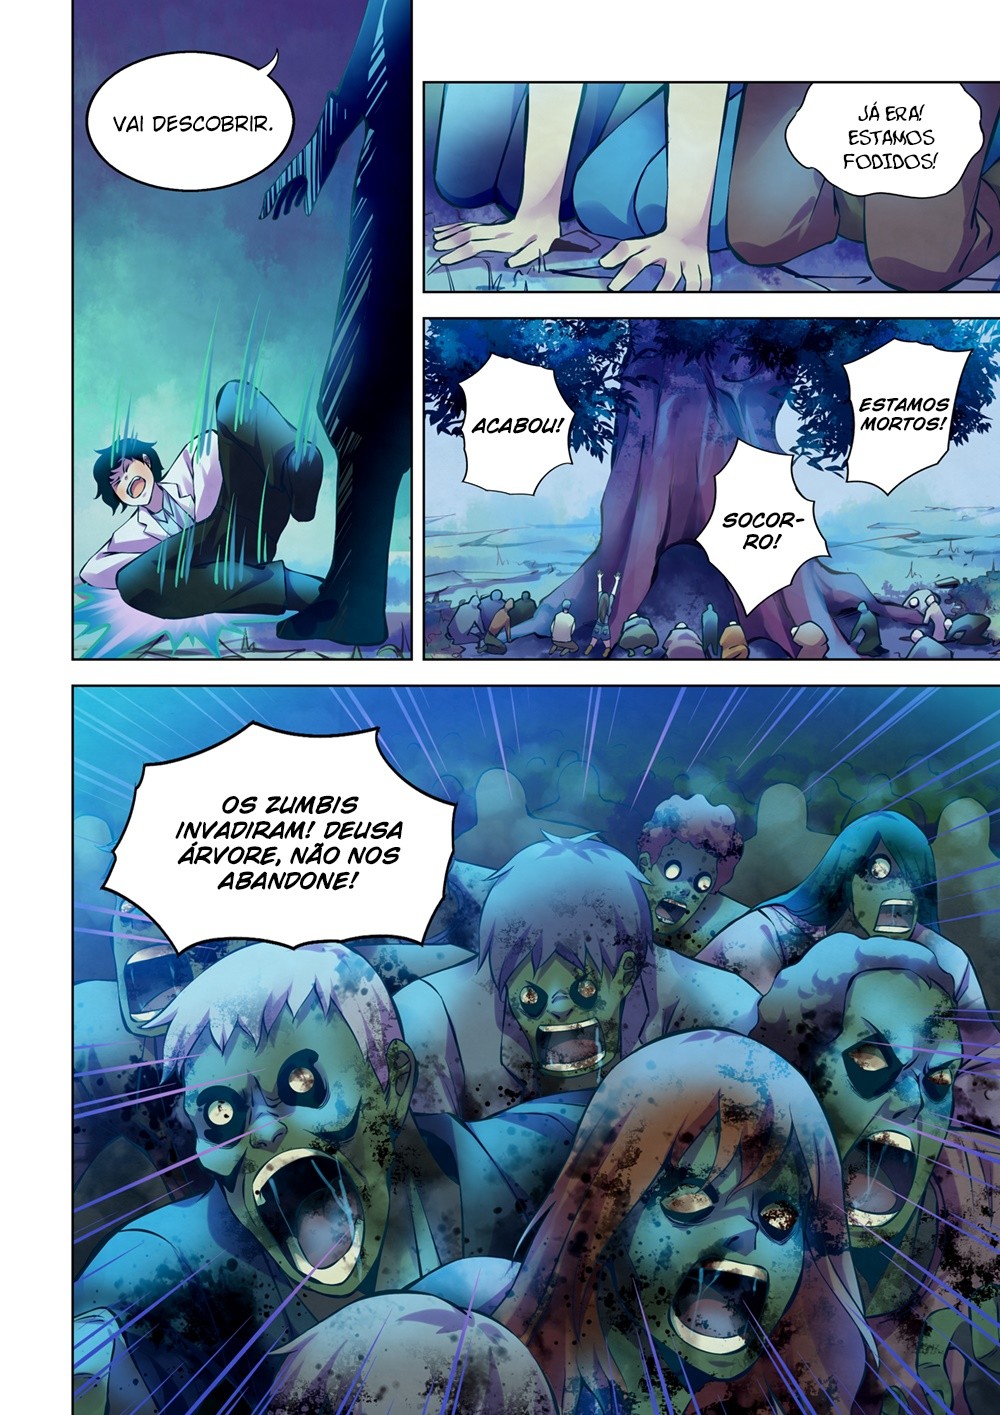 VAI DESCOBRIR.
JÁ ERA!
ESTAMOS
FODIDOS!
ACABOU!
SOCOR-
RO!
ESTAMOS
MORTOS!
OS ZUMBIS
INVADIRAM! DEUSA
ÁRVORE, NÃO NOS
ABANDONE!